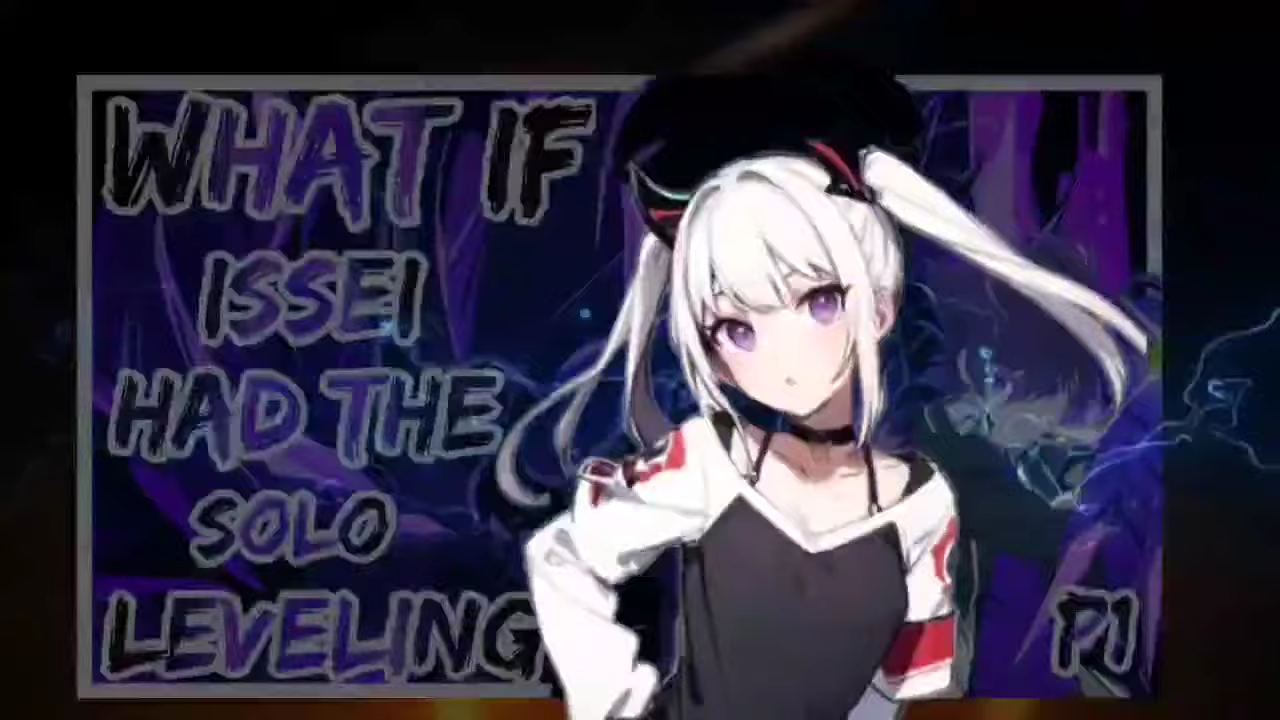 WHAT IF
ISSEI
HAD THE
SOLO
LEVELING
P1